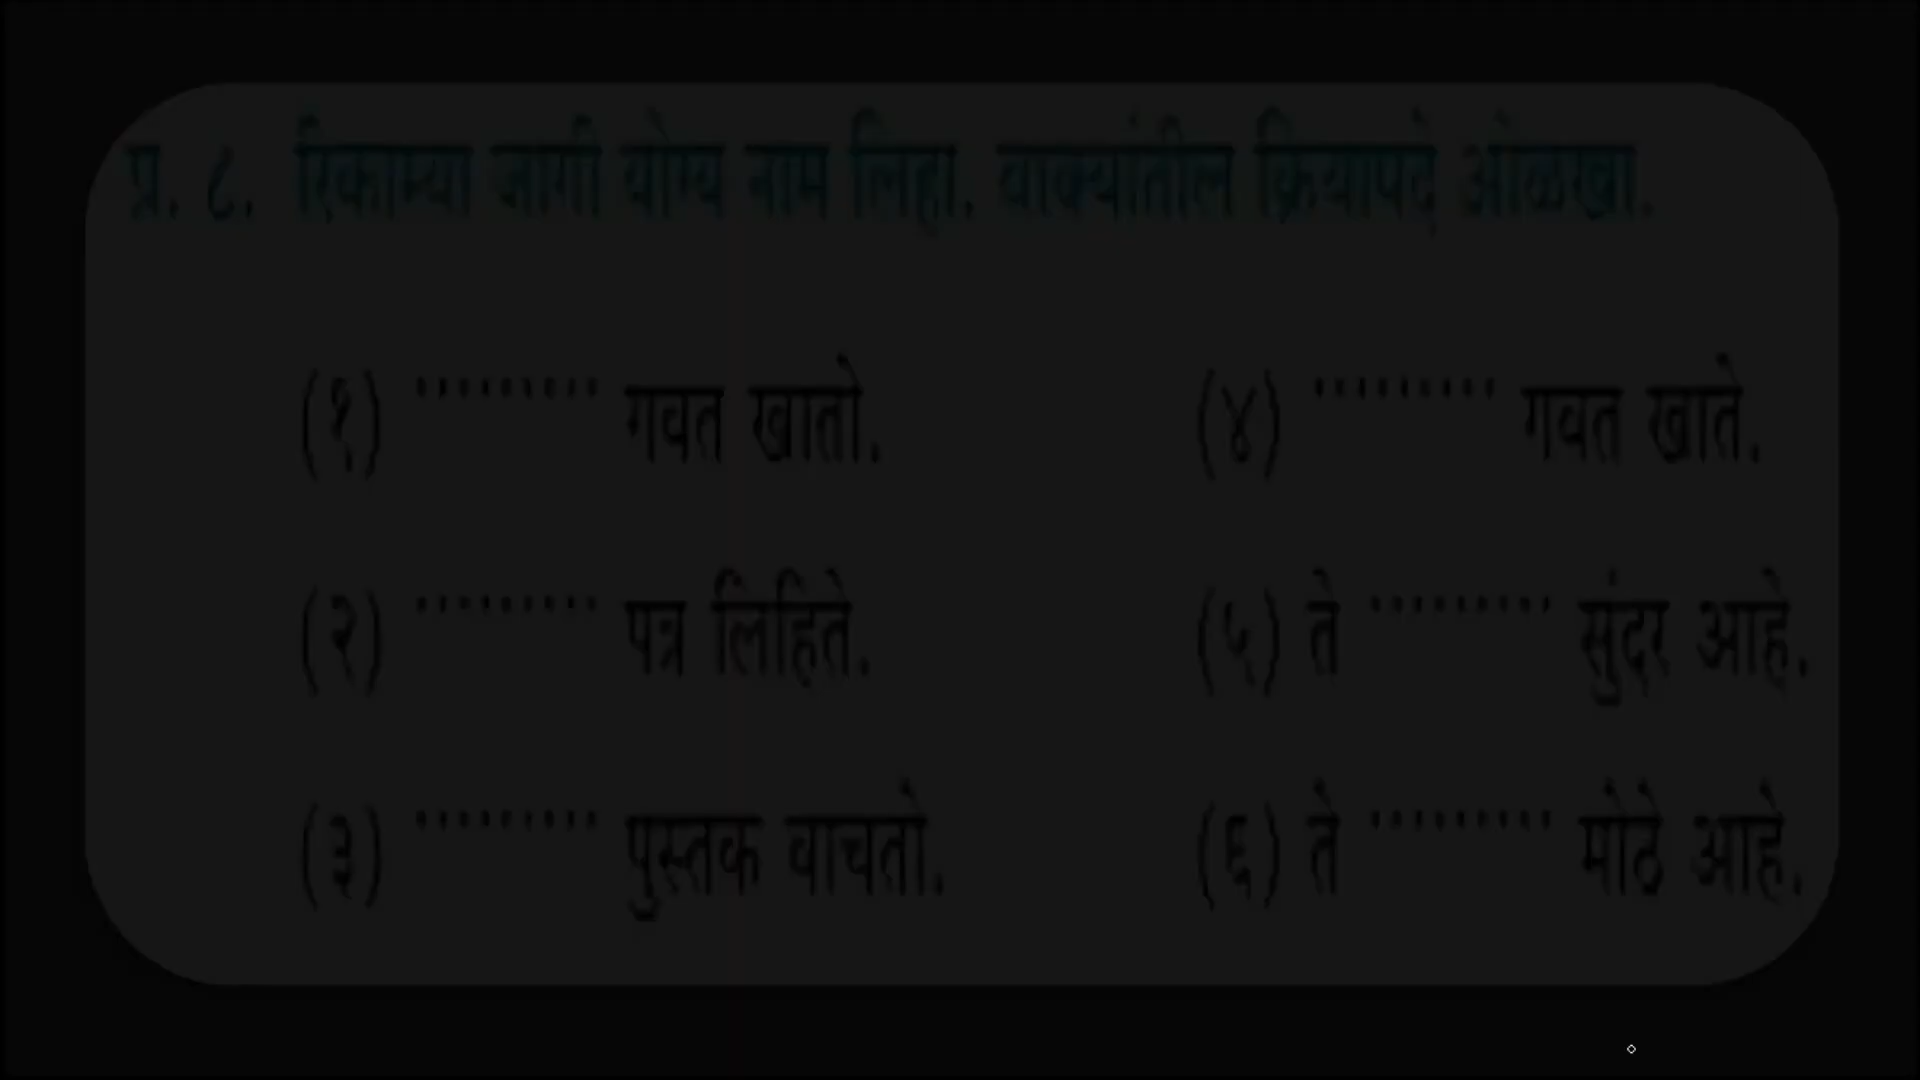 प्र. ८. रिकाम्या जागी योग्य नाम लिहा. वाक्यांतील क्रियापदे ओळखा.
(१) ......... गवत खातो.
(२) ......... पत्र लिहिते.
(३) ......... पुस्तक वाचतो.
(४) ......... गवत खाते.
(५) ते ......... सुंदर आहे.
(६) ते ......... मोठे आहे.